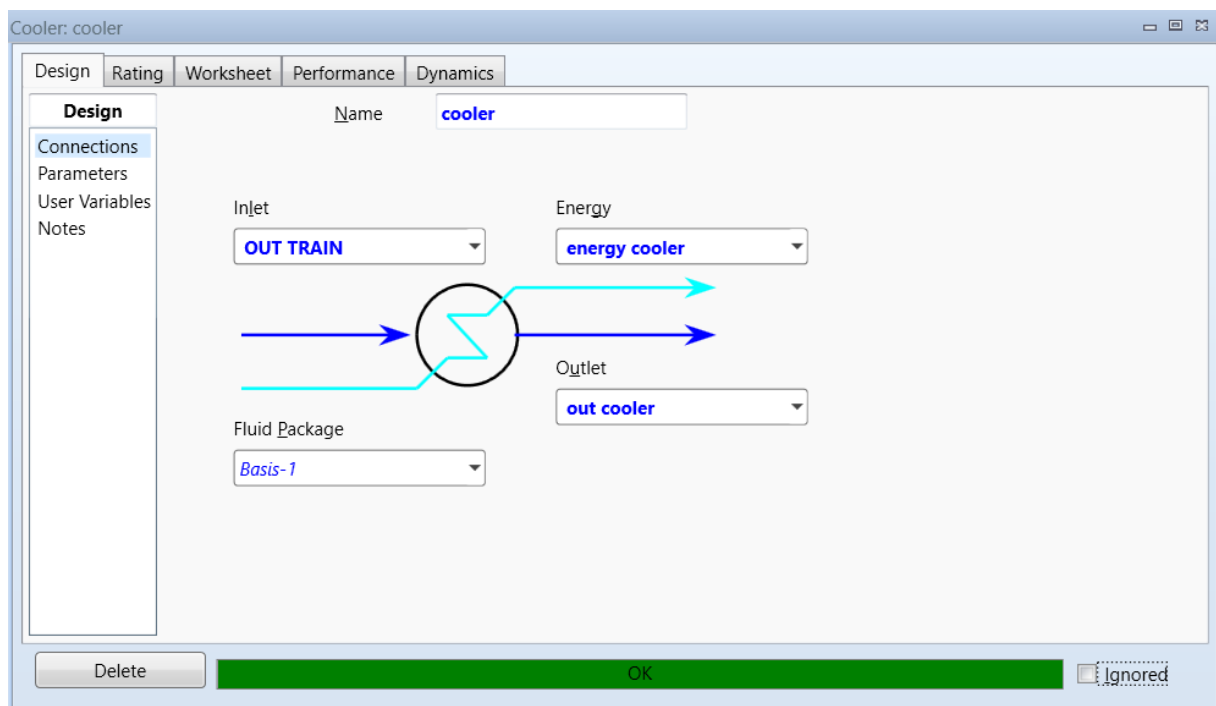 Cooler: cooler
Design Rating Worksheet Performance Dynamics
Design
Connections
Parameters
User Variables
Notes
Name cooler
Inlet
OUT TRAIN
Energy
energy cooler
Outlet
out cooler
Fluid Package
Basis-1
Delete
OK
Ignored